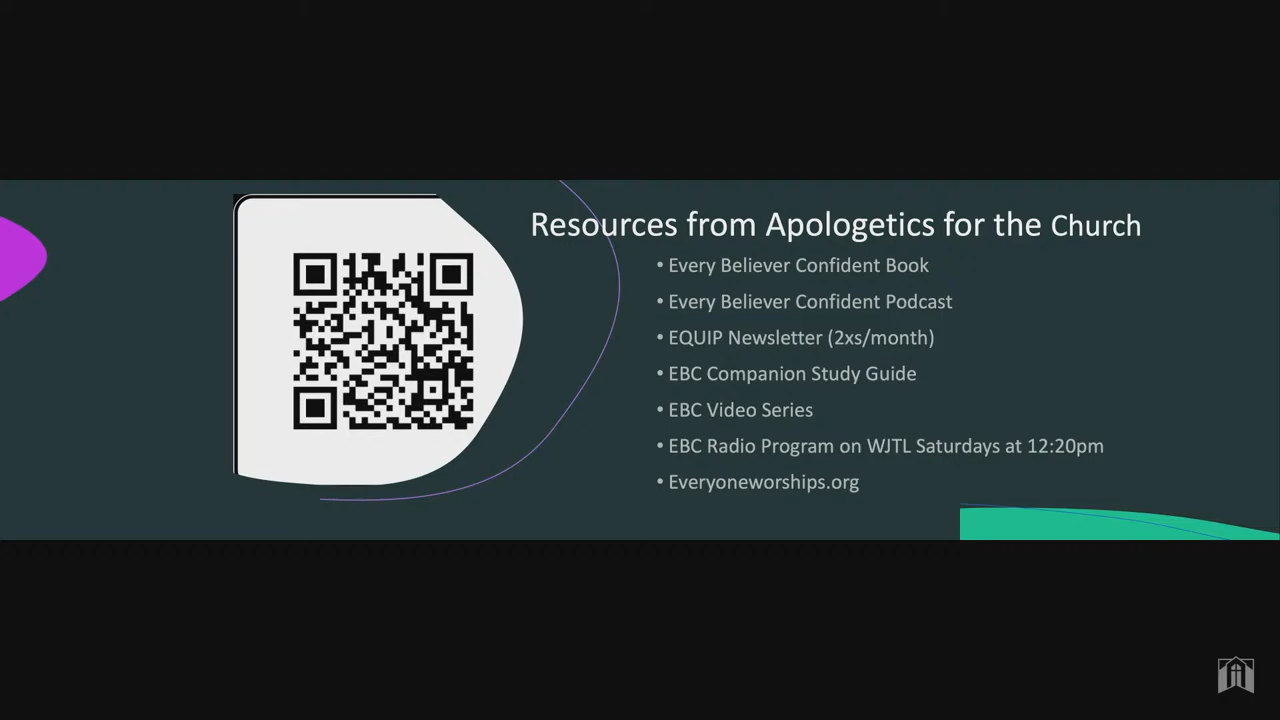 Resources from Apologetics for the Church
• Every Believer Confident Book
• Every Believer Confident Podcast
• EQUIP Newsletter (2xs/month)
• EBC Companion Study Guide
• EBC Video Series
• EBC Radio Program on WJTL Saturdays at 12:20pm
• Everyoneworships.org